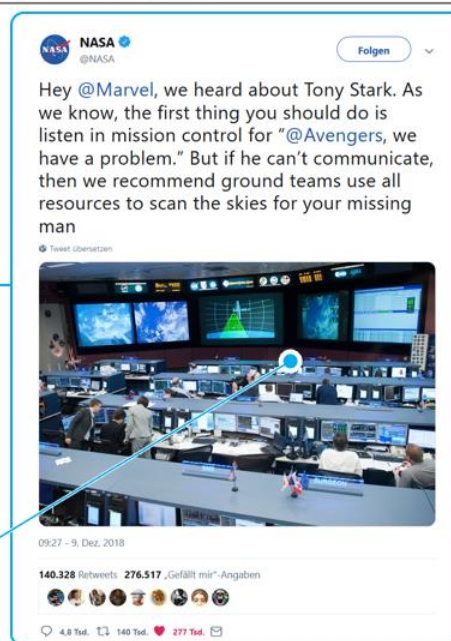 NASA
NASA
@NASA
Folgen
Hey @Marvel, we heard about Tony Stark. As
we know, the first thing you should do is
listen in mission control for "@Avengers, we
have a problem." But if he can't communicate,
then we recommend ground teams use all
resources to scan the skies for your missing
man
Tweet übersetzen
SURGEON
09:27 - 9. Dez. 2018
140.328 Retweets 276.517 „Gefällt mir"-Angaben
4,8 Tsd. 140 Tsd. 277 Tsd.